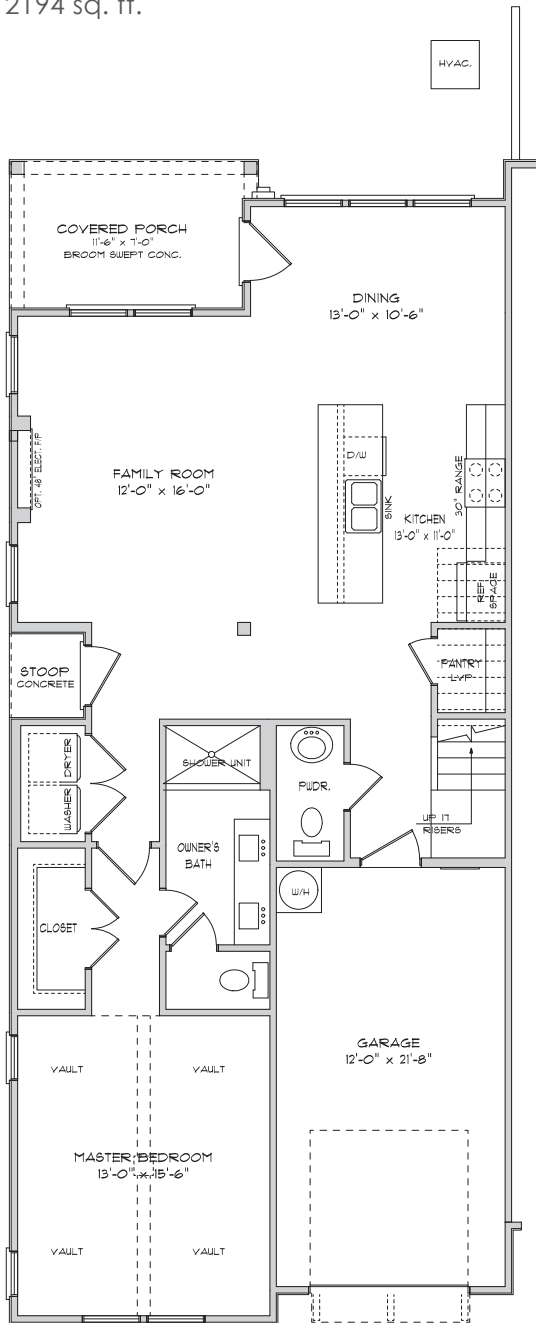 2194 sq. ft.
HVAC.
COVERED PORCH
11'-6" x 7'-0"
BROOM SWEPT CONC.
DINING
13'-0" x 10'-6"
OPT. 48" ELECT. F/P
FAMILY ROOM
12'-0" x 16'-0"
D/W
SINK
KITCHEN
13'-0" x 11'-0"
30" RANGE
REF.
SPACE
STOOP
CONCRETE
PANTRY
LVP
WASHER DRYER
SHOWER UNIT
PWDR.
UP 17
RISERS
OWNER'S
BATH
W/H
CLOSET
GARAGE
12'-0" x 21'-8"
VAULT
VAULT
MASTER BEDROOM
13'-0" x 15'-6"
VAULT
VAULT